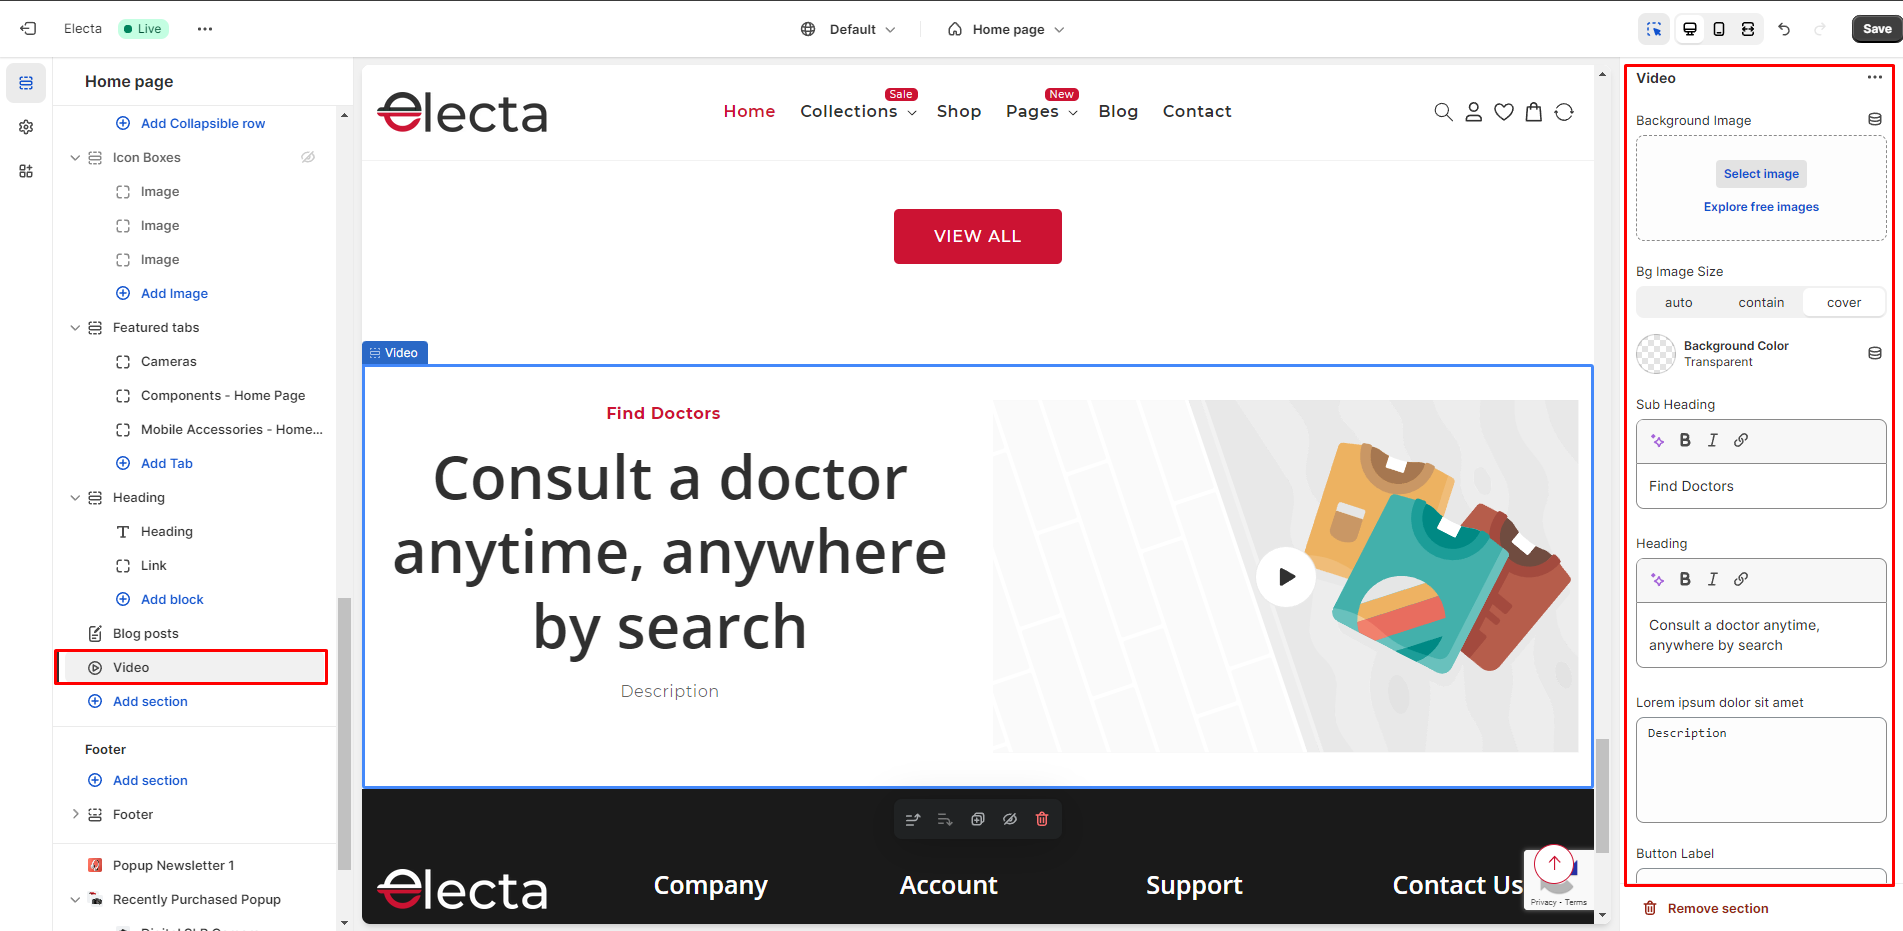 Electa
Live
Default
Home page
Save
Home page
Add Collapsible row
Icon Boxes
Image
Image
Image
Add Image
Featured tabs
Cameras
Components - Home Page
Mobile Accessories - Home...
Add Tab
Heading
Heading
Link
Add block
Blog posts
Video
Add section
Footer
Add section
Footer
Popup Newsletter 1
Recently Purchased Popup
electa
Home
Collections
Sale
Shop
Pages
New
Blog
Contact
VIEW ALL
Video
Find Doctors
Consult a doctor
anytime, anywhere
by search
Description
electa
Company
Account
Support
Contact Us
Privacy - Terms
Video
Background Image
Select image
Explore free images
Bg Image Size
auto
contain
cover
Background Color
Transparent
Sub Heading
B I
Find Doctors
Heading
B I
Consult a doctor anytime,
anywhere by search
Lorem ipsum dolor sit amet
Description
Button Label
Remove section